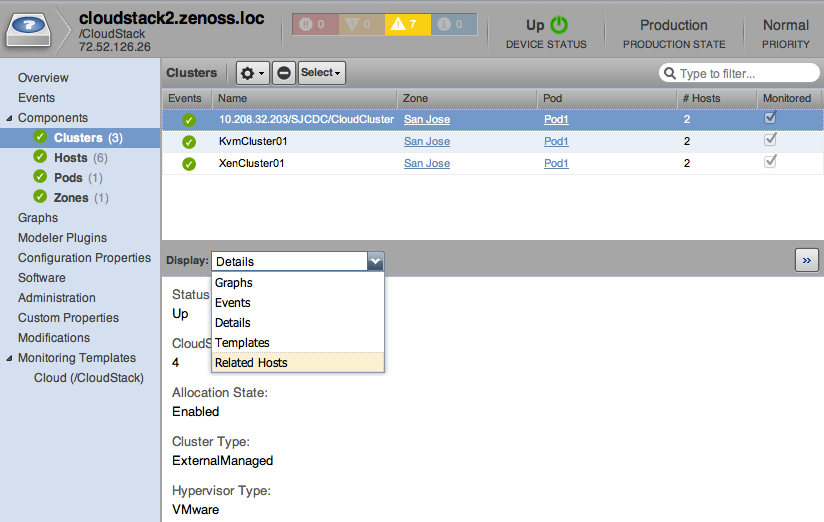 cloudstack2.zenoss.loc
/CloudStack
72.52.126.26
0 0 7 0
Up
DEVICE STATUS
Production
PRODUCTION STATE
Normal
PRIORITY
Overview
Events
Components
Clusters (3)
Hosts (6)
Pods (1)
Zones (1)
Graphs
Modeler Plugins
Configuration Properties
Software
Administration
Custom Properties
Modifications
Monitoring Templates
Cloud (/CloudStack)
Clusters Select Type to filter...
Events Name Zone Pod # Hosts Monitored
10.208.32.203/SJCDC/CloudCluster San Jose Pod1 2
KvmCluster01 San Jose Pod1 2
XenCluster01 San Jose Pod1 2
Display: Details »
Graphs
Events
Details
Templates
Related Hosts
Status
Up
CloudS
4
Allocation State:
Enabled
Cluster Type:
ExternalManaged
Hypervisor Type:
VMware